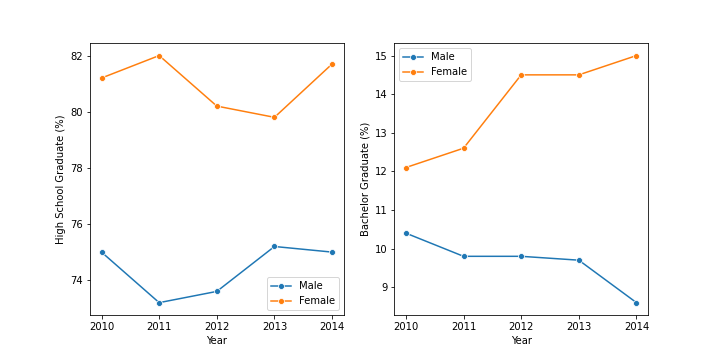 High School Graduate (%)
82
80
78
76
74
2010 2011 2012 2013 2014
Year
Male
Female
Bachelor Graduate (%)
15
14
13
12
11
10
9
2010 2011 2012 2013 2014
Year
Male
Female